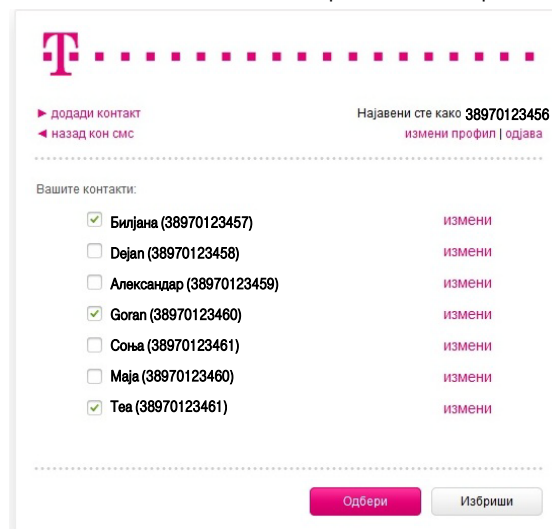 T
► додади контакт
Најавени сте како 38970123456
◄ назад кон смс
измени профил | одјава
Вашите контакти:
Билјана (38970123457) измени
Dejan (38970123458) измени
Александар (38970123459) измени
Goran (38970123460) измени
Соња (38970123461) измени
Маја (38970123460) измени
Теа (38970123461) измени
Одбери Избриши